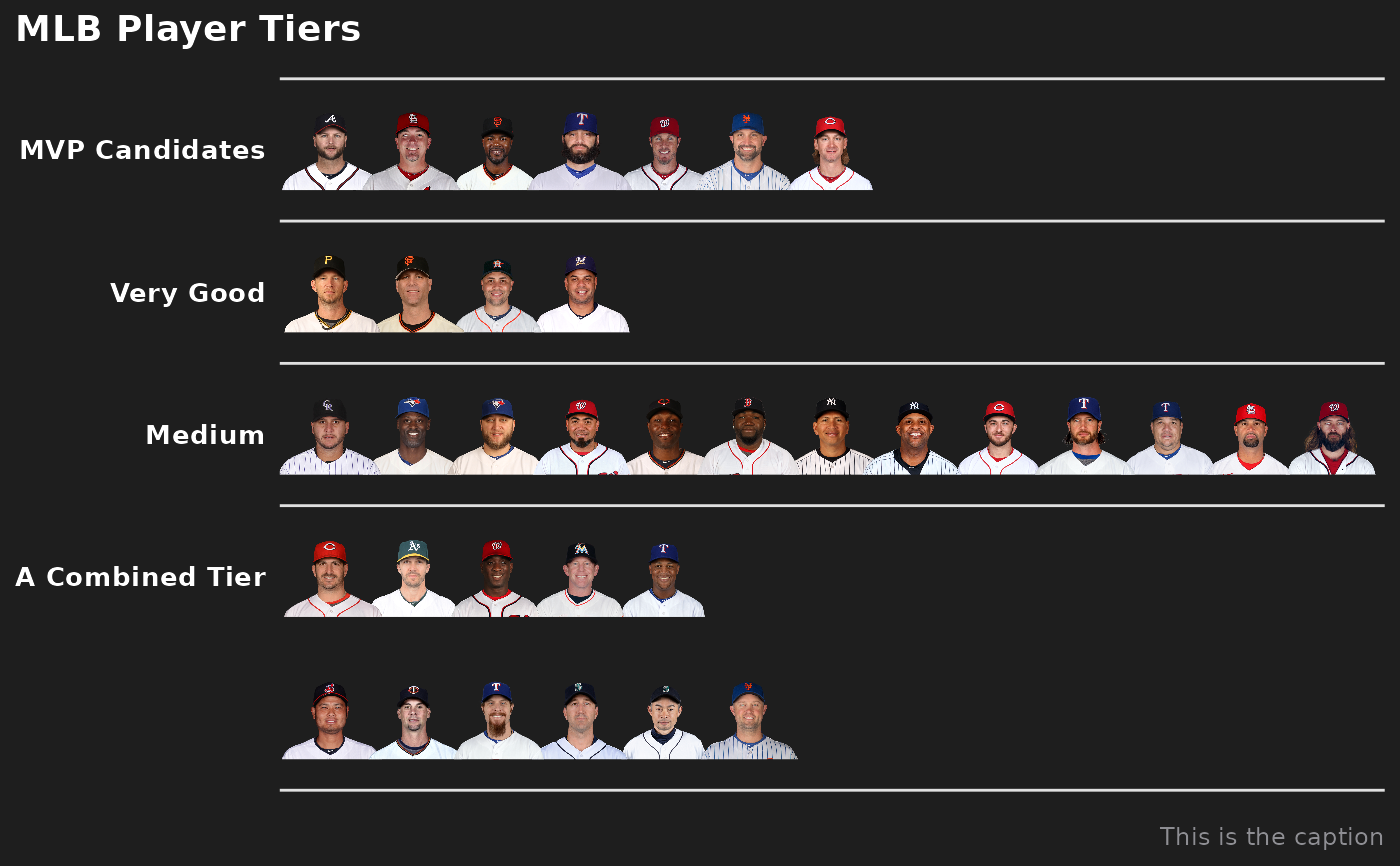 MLB Player Tiers
MVP Candidates
Very Good
Medium
A Combined Tier
This is the caption